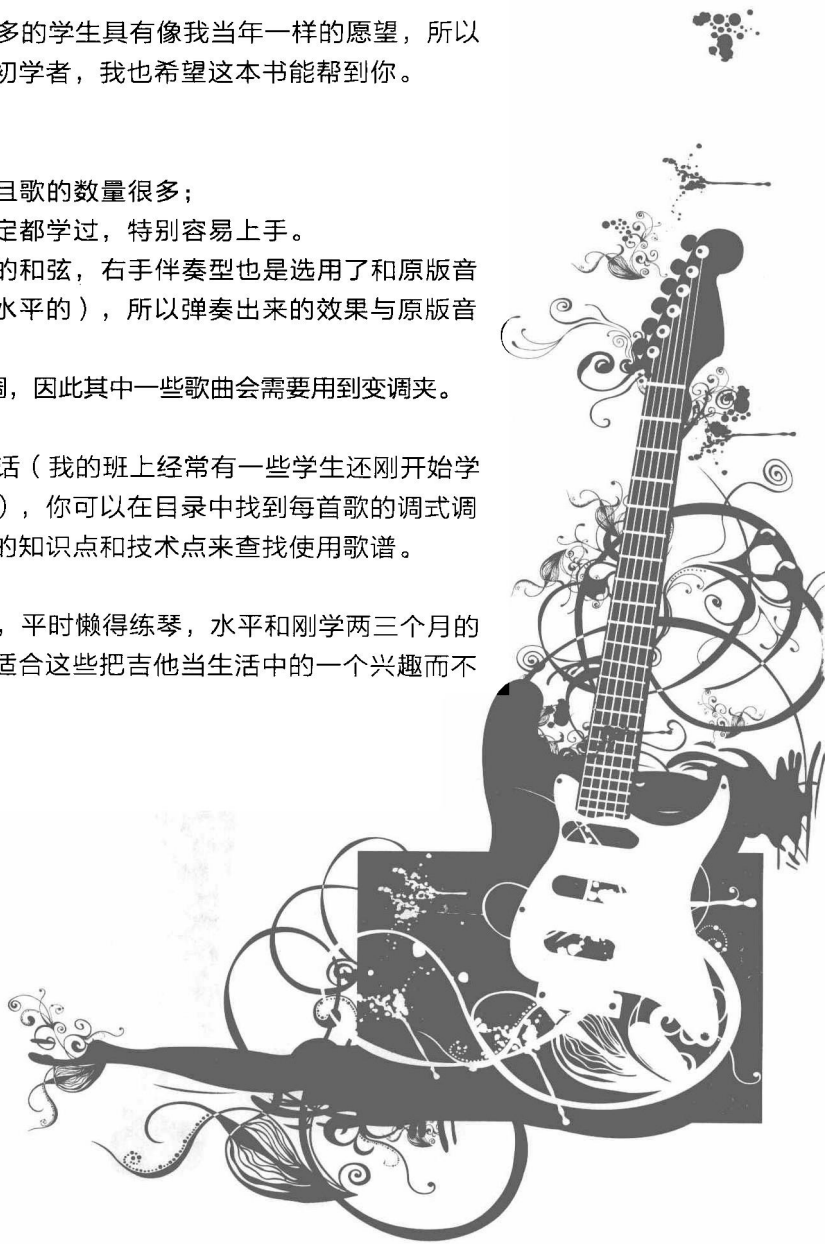 多的学生具有像我当年一样的愿望，所以
初学者，我也希望这本书能帮到你。
且歌的数量很多；
定都学过，特别容易上手。
的和弦，右手伴奏型也是选用了和原版音
水平的），所以弹奏出来的效果与原版音
调，因此其中一些歌曲会需要用到变调夹。
话（我的班上经常有一些学生还刚开始学
），你可以在目录中找到每首歌的调式调
的知识点和技术点来查找使用歌谱。
，平时懒得练琴，水平和刚学两三个月的
适合这些把吉他当生活中的一个兴趣而不